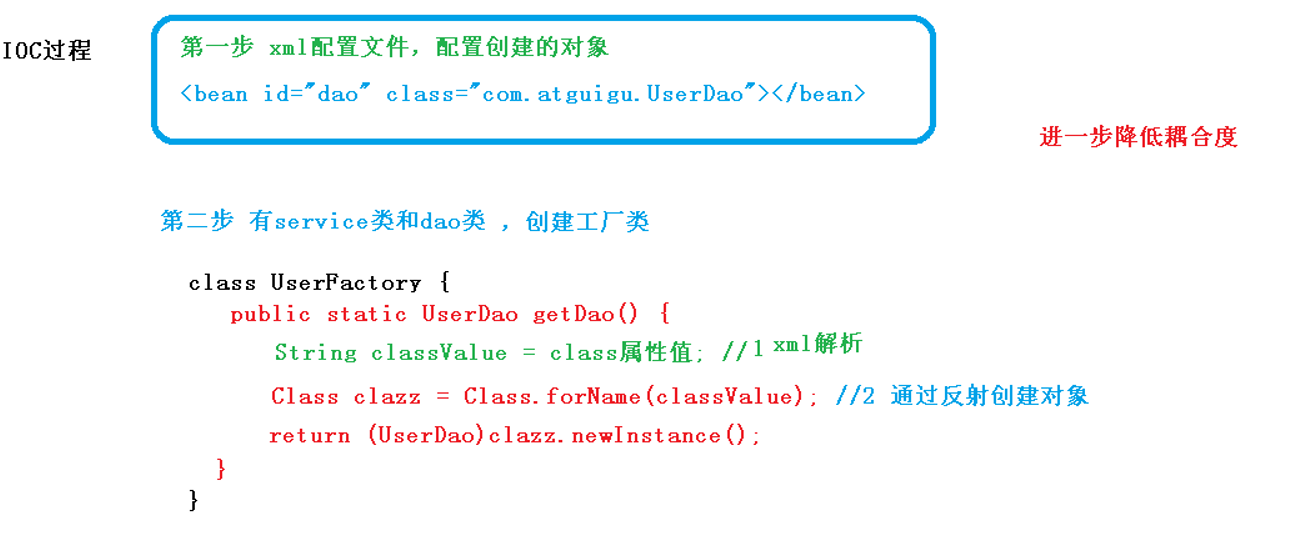 IOC过程
第一步 xml配置文件，配置创建的对象
<bean id="dao" class="com.atguigu.UserDao"></bean>
进一步降低耦合度
第二步 有service类和dao类 ，创建工厂类
class UserFactory {
public static UserDao getDao() {
String classValue = class属性值; //1 xml解析
Class clazz = Class.forName(classValue); //2 通过反射创建对象
return (UserDao)clazz.newInstance();
}
}